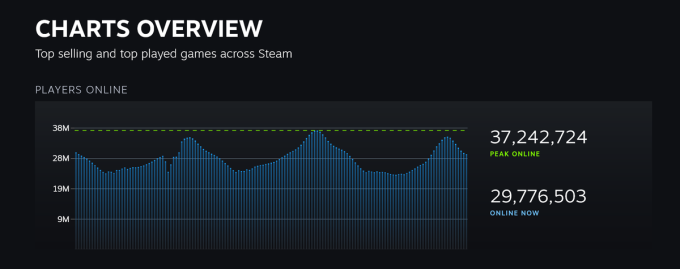 CHARTS OVERVIEW
Top selling and top played games across Steam
PLAYERS ONLINE
38M
28M
19M
9M
37,242,724
PEAK ONLINE
29,776,503
ONLINE NOW